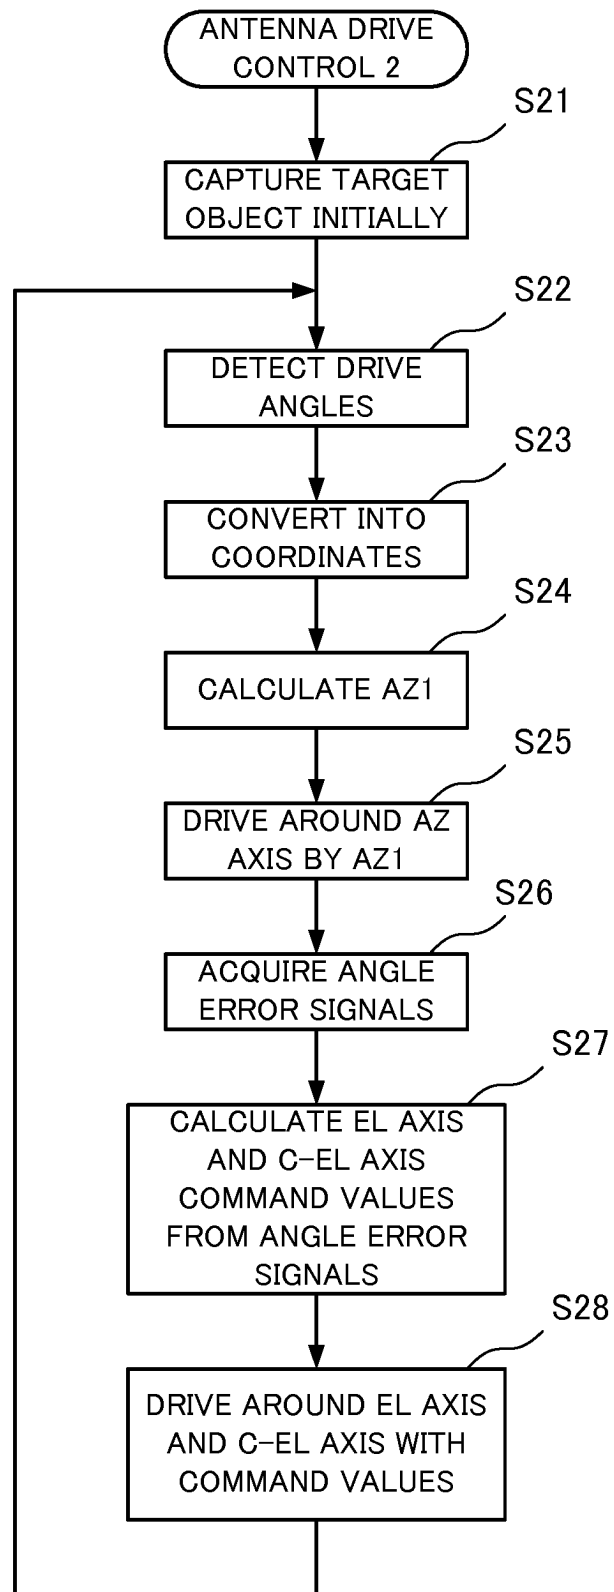 ANTENNA DRIVE
CONTROL 2
S21
CAPTURE TARGET
OBJECT INITIALLY
S22
DETECT DRIVE
ANGLES
S23
CONVERT INTO
COORDINATES
S24
CALCULATE AZ1
S25
DRIVE AROUND AZ
AXIS BY AZ1
S26
ACQUIRE ANGLE
ERROR SIGNALS
S27
CALCULATE EL AXIS
AND C-EL AXIS
COMMAND VALUES
FROM ANGLE ERROR
SIGNALS
S28
DRIVE AROUND EL AXIS
AND C-EL AXIS WITH
COMMAND VALUES